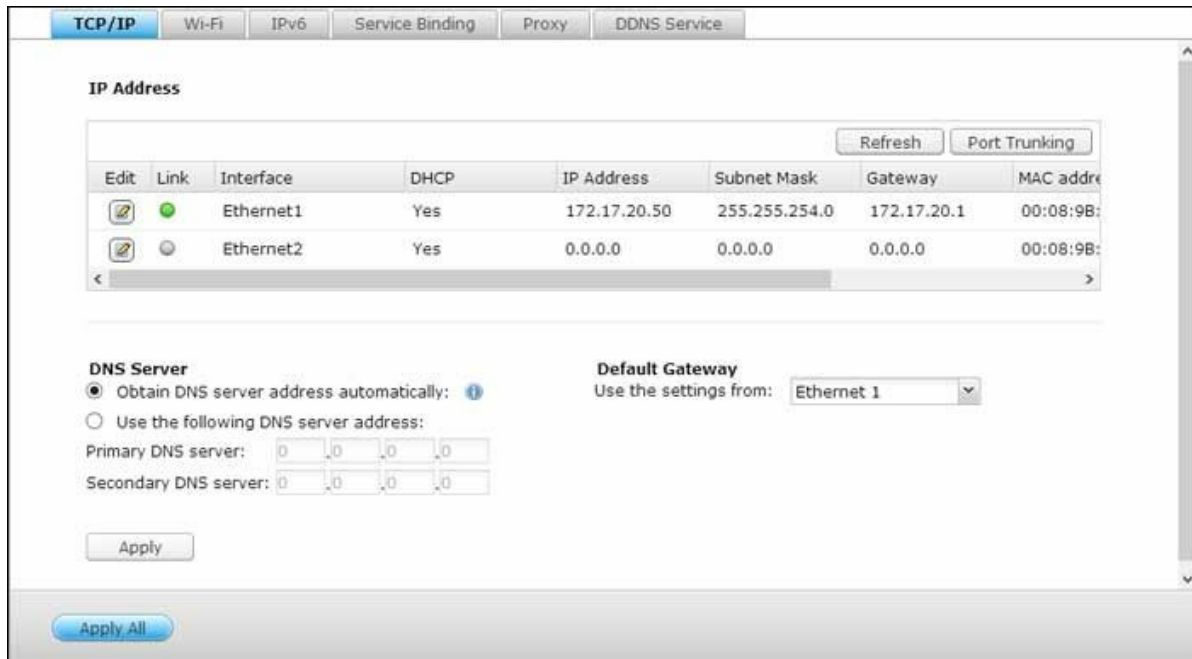 TCP/IP Wi-Fi IPv6 Service Binding Proxy DDNS Service
IP Address
Refresh Port Trunking
Edit Link Interface DHCP IP Address Subnet Mask Gateway MAC addre
Ethernet1 Yes 172.17.20.50 255.255.254.0 172.17.20.1 00:08:9B:
Ethernet2 Yes 0.0.0.0 0.0.0.0 0.0.0.0 00:08:9B:
DNS Server
Obtain DNS server address automatically:
Use the following DNS server address:
Primary DNS server: 0 .0 .0 .0
Secondary DNS server: 0 .0 .0 .0
Default Gateway
Use the settings from: Ethernet 1
Apply
Apply All